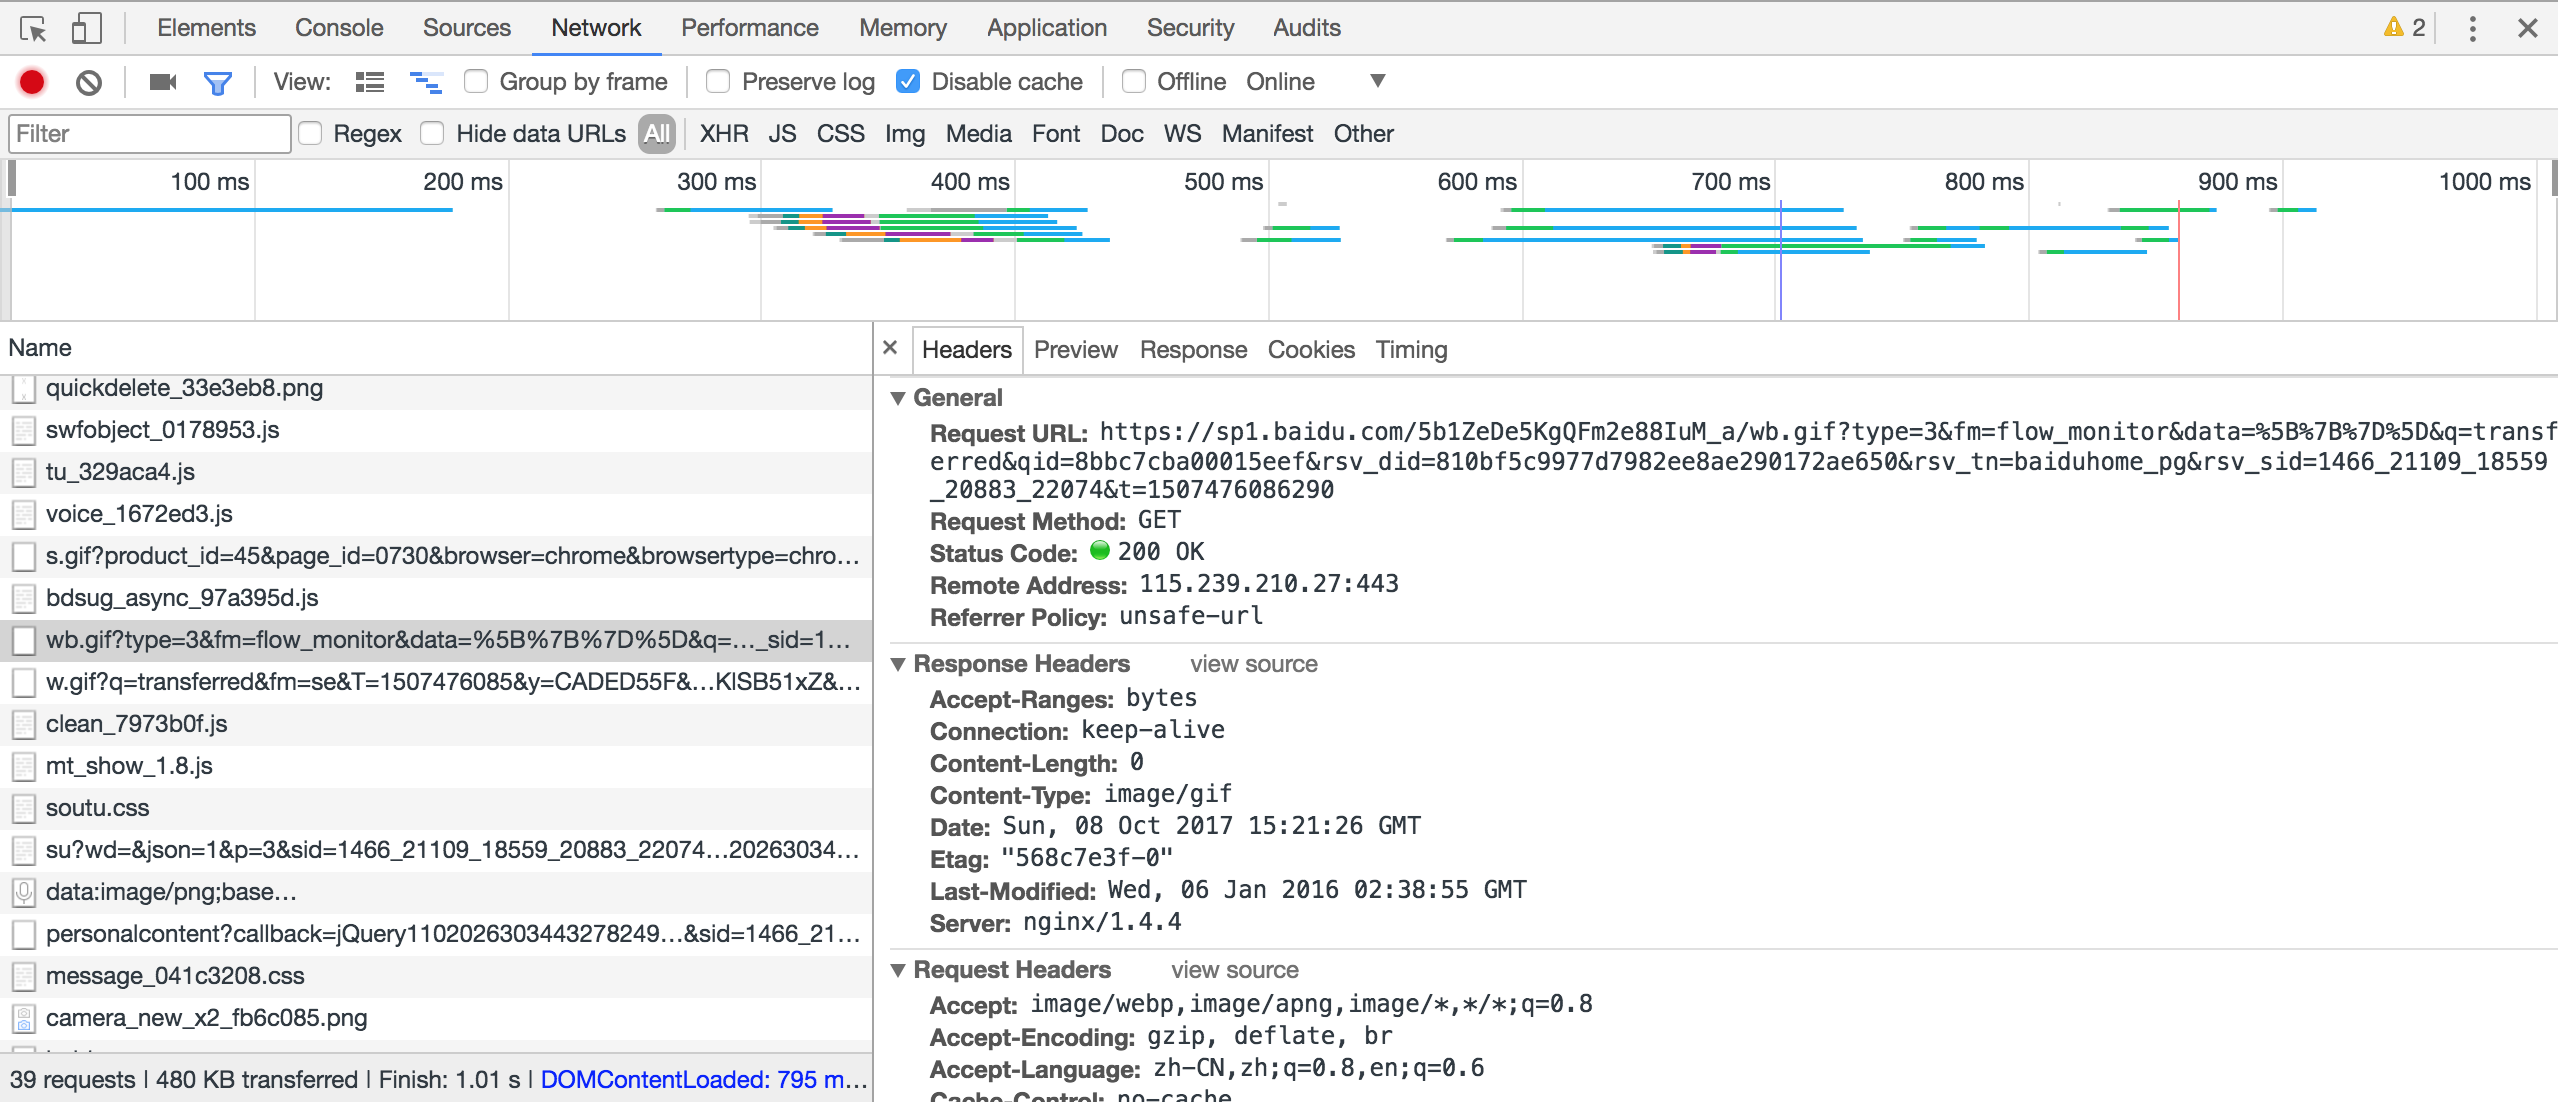 Elements Console Sources Network Performance Memory Application Security Audits 2
View: Group by frame Preserve log Disable cache Offline Online
Filter Regex Hide data URLs All XHR JS CSS Img Media Font Doc WS Manifest Other
100 ms 200 ms 300 ms 400 ms 500 ms 600 ms 700 ms 800 ms 900 ms 1000 ms
Name
quickdelete_33e3eb8.png
swfobject_0178953.js
tu_329aca4.js
voice_1672ed3.js
s.gif?product_id=45&page_id=0730&browser=chrome&browsertype=chro…
bdsug_async_97a395d.js
wb.gif?type=3&fm=flow_monitor&data=%5B%7B%7D%5D&q=…_sid=1…
w.gif?q=transferred&fm=se&T=1507476085&y=CADED55F&…KlSB51xZ&…
clean_7973b0f.js
mt_show_1.8.js
soutu.css
su?wd=&json=1&p=3&sid=1466_21109_18559_20883_22074…20263034…
data:image/png;base…
personalcontent?callback=jQuery1102026303443278249…&sid=1466_21…
message_041c3208.css
camera_new_x2_fb6c085.png
39 requests | 480 KB transferred | Finish: 1.01 s | DOMContentLoaded: 795 m…
Headers Preview Response Cookies Timing
General
Request URL: https://sp1.baidu.com/5b1ZeDe5KgQFm2e88IuM_a/wb.gif?type=3&fm=flow_monitor&data=%5B%7B%7D%5D&q=transf
erred&qid=8bbc7cba00015eef&rsv_did=810bf5c9977d7982ee8ae290172ae650&rsv_tn=baiduhome_pg&rsv_sid=1466_21109_18559
_20883_22074&t=1507476086290
Request Method: GET
Status Code: 200 OK
Remote Address: 115.239.210.27:443
Referrer Policy: unsafe-url
Response Headers view source
Accept-Ranges: bytes
Connection: keep-alive
Content-Length: 0
Content-Type: image/gif
Date: Sun, 08 Oct 2017 15:21:26 GMT
Etag: "568c7e3f-0"
Last-Modified: Wed, 06 Jan 2016 02:38:55 GMT
Server: nginx/1.4.4
Request Headers view source
Accept: image/webp,image/apng,image/*,*/*;q=0.8
Accept-Encoding: gzip, deflate, br
Accept-Language: zh-CN,zh;q=0.8,en;q=0.6
Cache-Control: no-cache